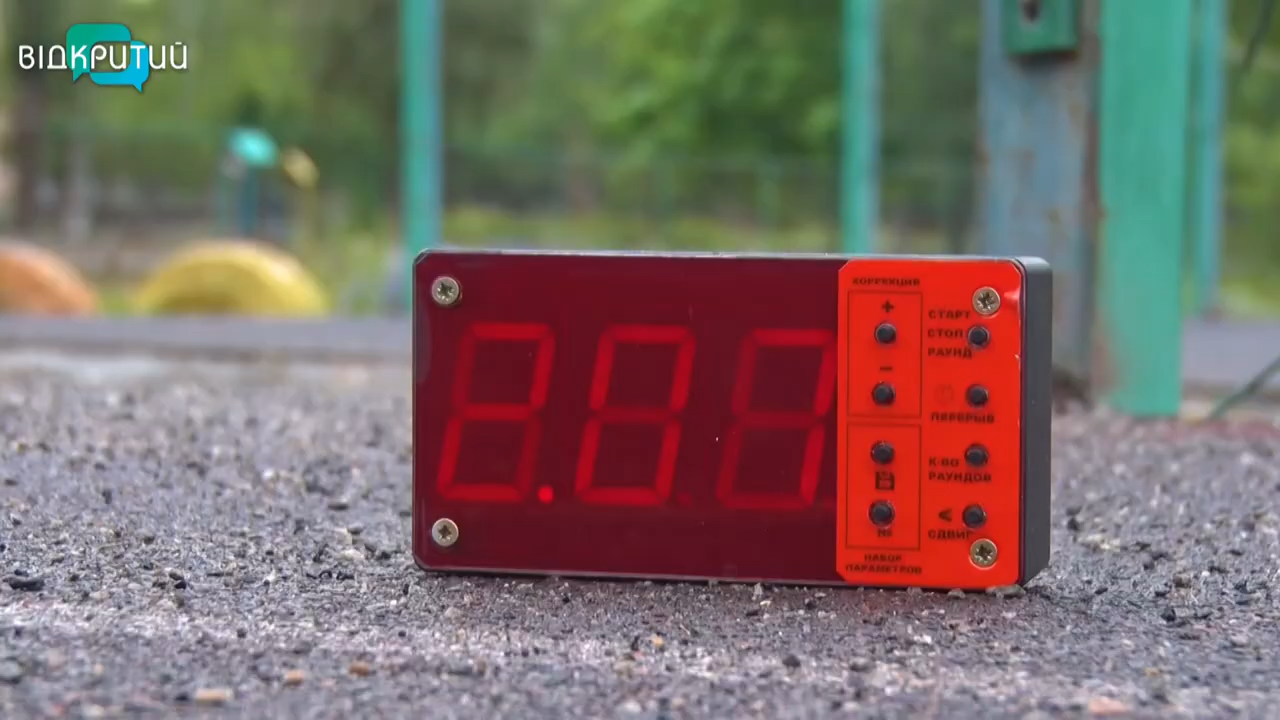 ВІДКРИТИЙ
КОРРЕКЦИЯ
+
СТАРТ
СТОП
РАУНД
−
ПЕРЕРЫВ
К-ВО
РАУНДОВ
<
СДВИГ
№
НАБОР
ПАРАМЕТРОВ